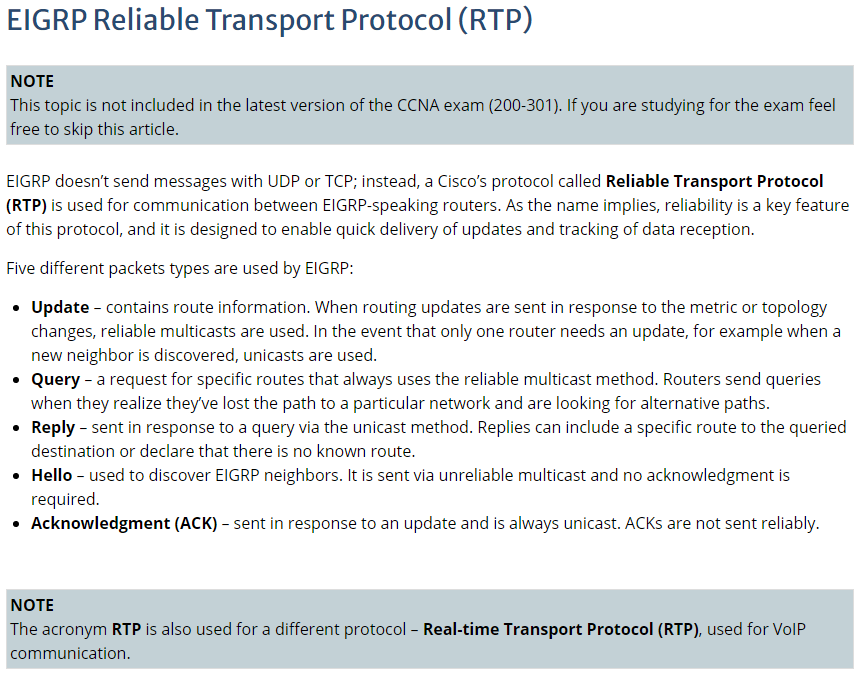 EIGRP Reliable Transport Protocol (RTP)
NOTE
This topic is not included in the latest version of the CCNA exam (200-301). If you are studying for the exam feel
free to skip this article.
EIGRP doesn’t send messages with UDP or TCP; instead, a Cisco’s protocol called Reliable Transport Protocol
(RTP) is used for communication between EIGRP-speaking routers. As the name implies, reliability is a key feature
of this protocol, and it is designed to enable quick delivery of updates and tracking of data reception.
Five different packets types are used by EIGRP:
• Update – contains route information. When routing updates are sent in response to the metric or topology
changes, reliable multicasts are used. In the event that only one router needs an update, for example when a
new neighbor is discovered, unicasts are used.
• Query – a request for specific routes that always uses the reliable multicast method. Routers send queries
when they realize they’ve lost the path to a particular network and are looking for alternative paths.
• Reply – sent in response to a query via the unicast method. Replies can include a specific route to the queried
destination or declare that there is no known route.
• Hello – used to discover EIGRP neighbors. It is sent via unreliable multicast and no acknowledgment is
required.
• Acknowledgment (ACK) – sent in response to an update and is always unicast. ACKs are not sent reliably.
NOTE
The acronym RTP is also used for a different protocol – Real-time Transport Protocol (RTP), used for VoIP
communication.